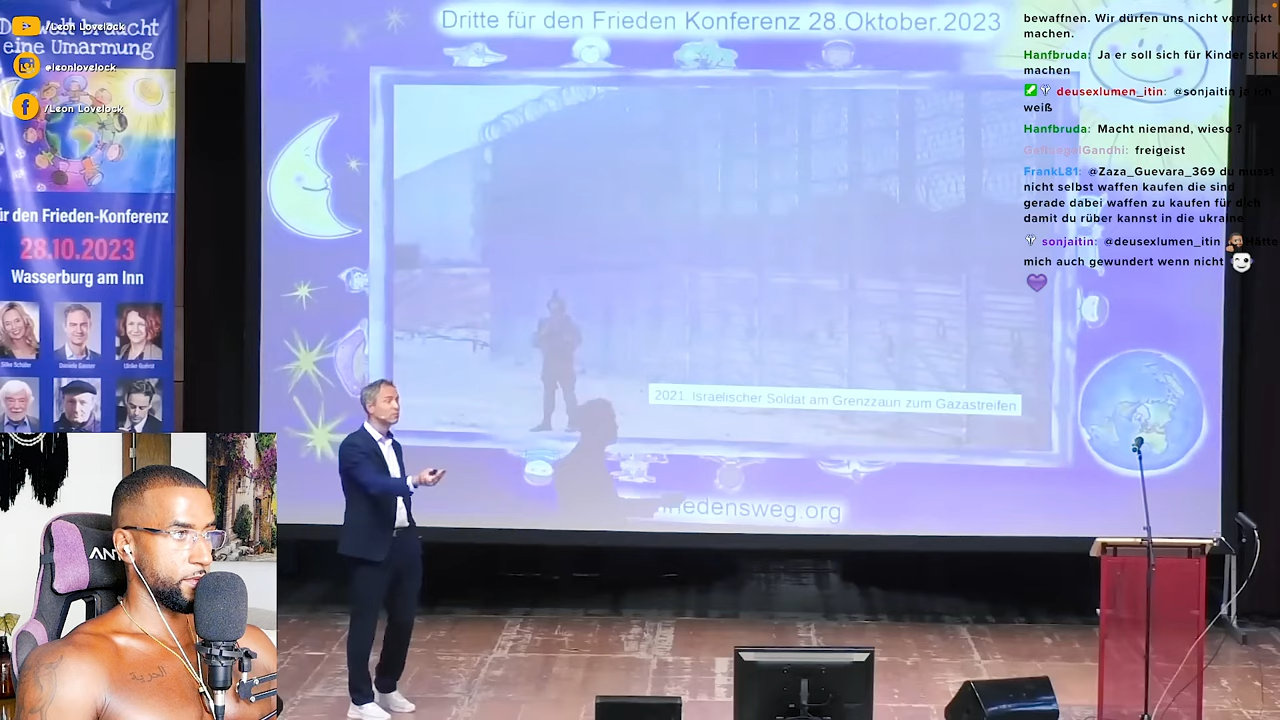 /Leon Lovelock
eine Umarmung
@leonlovelock
/Leon Lovelock
ür den Frieden-Konferenz
28.10.2023
Wasserburg am Inn
Dritte für den Frieden Konferenz 28.Oktober.2023
2021. Israelischer Soldat am Grenzzaun zum Gazastreifen
iedensweg.org
ANT
الحرية
bewaffnen. Wir dürfen uns nicht verrückt
machen.
Hanfbruda: Ja er soll sich für Kinder stark
machen
deusexlumen_itin: @sonjaitin ja ich
weiß
Hanfbruda: Macht niemand, wieso ?
GefluegelGandhi: freigeist
FrankL81: @Zaza_Guevara_369 du musst
nicht selbst waffen kaufen die sind
gerade dabei waffen zu kaufen für dich
damit du rüber kannst in die ukraine
sonjaitin: @deusexlumen_itin Hätte
mich auch gewundert wenn nicht